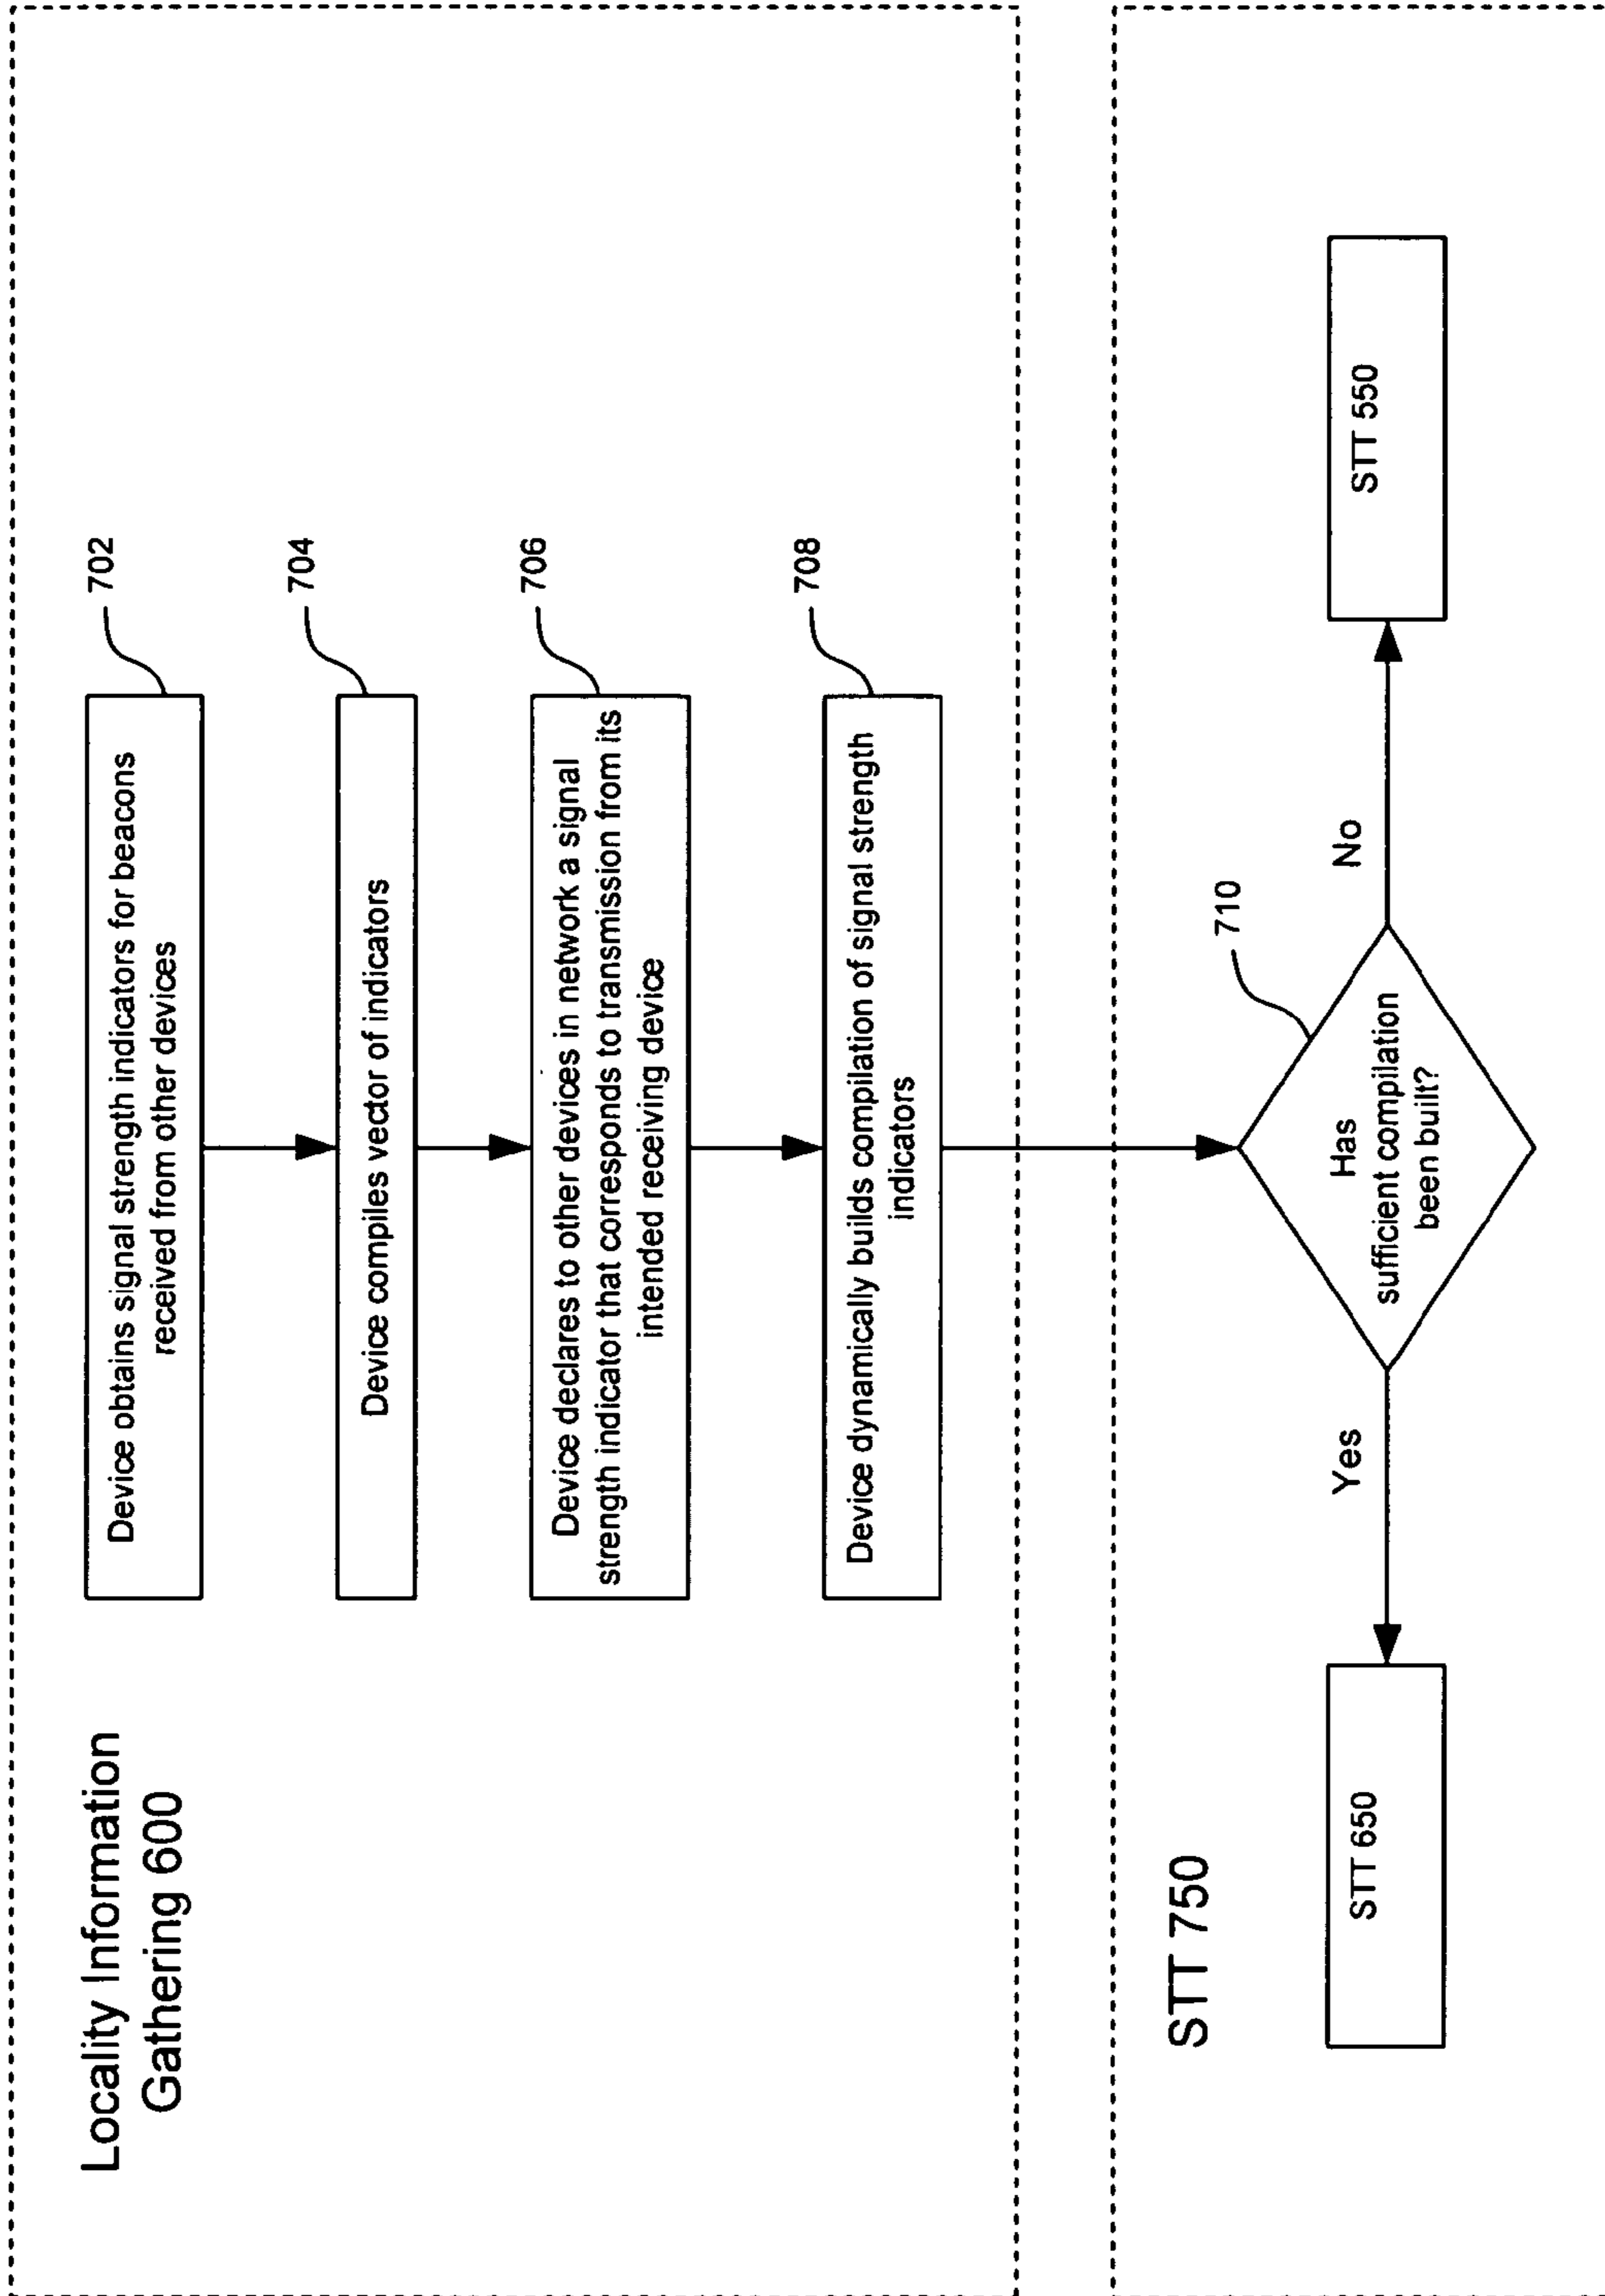 Locality Information
Gathering 600
702
Device obtains signal strength indicators for beacons
received from other devices
704
Device compiles vector of indicators
706
Device declares to other devices in network a signal
strength indicator that corresponds to transmission from its
intended receiving device
708
Device dynamically builds compilation of signal strength
indicators
STT 750
710
Has
sufficient compilation
been built?
Yes
No
STT 650
STT 550